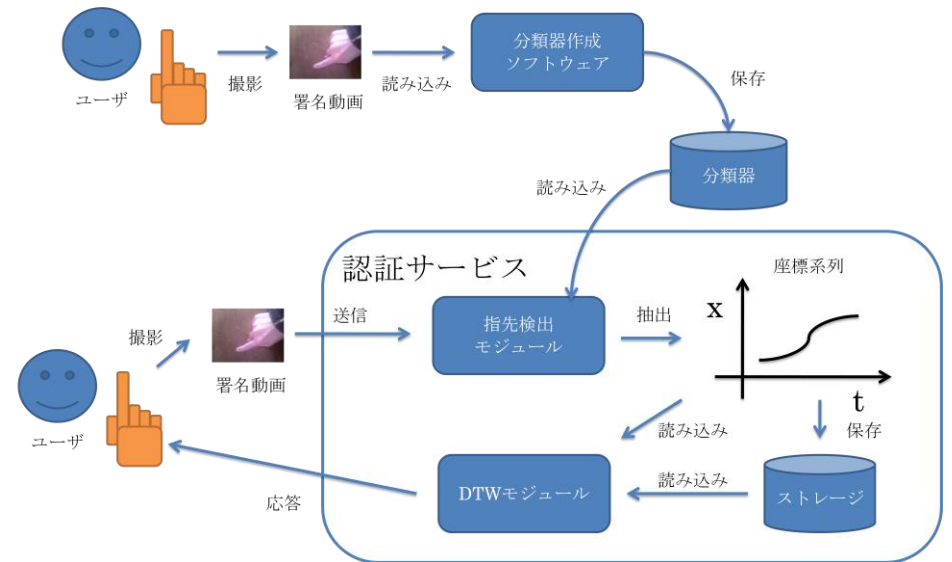 分類器作成
ソフトウェア
撮影
読み込み
保存
ユーザ
署名動画
分類器
読み込み
認証サービス
座標系列
送信
指先検出
モジュール
抽出
x
撮影
署名動画
t
ユーザ
読み込み
保存
DTWモジュール
読み込み
ストレージ
応答